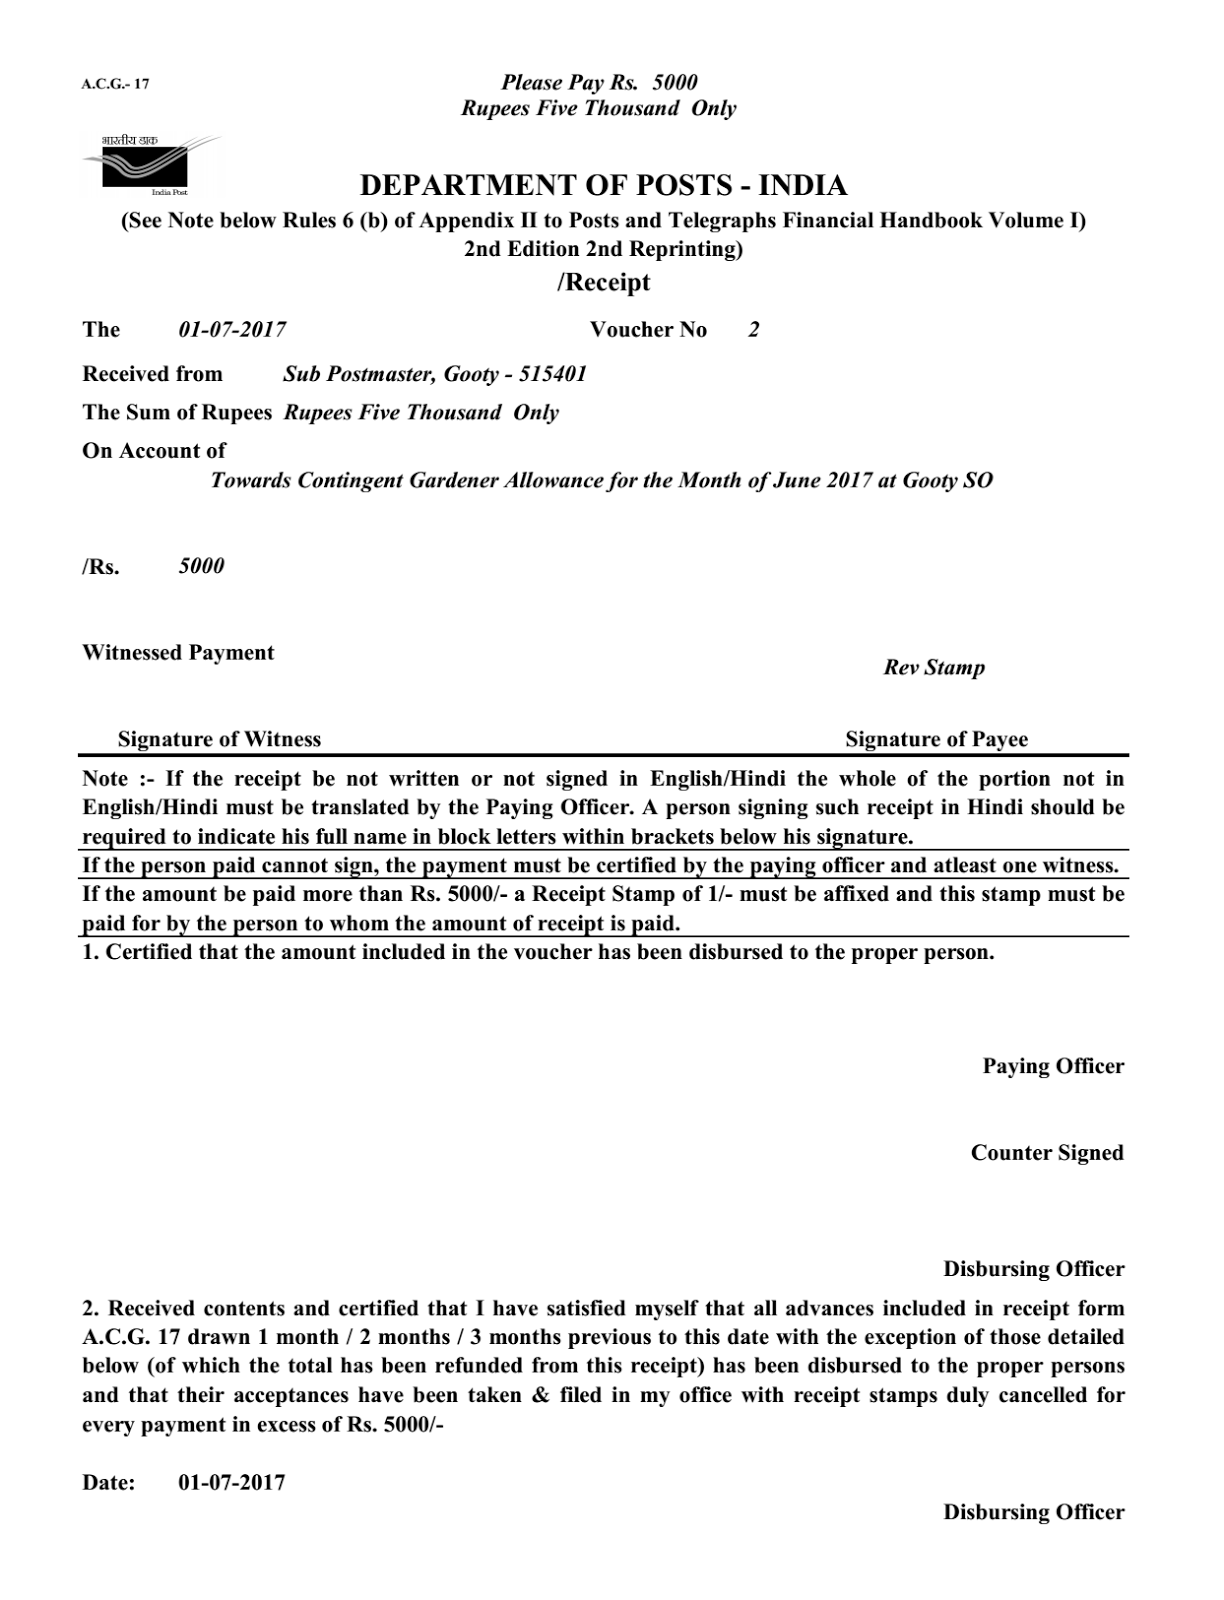 A.C.G.- 17
Please Pay Rs. 5000
Rupees Five Thousand Only
भारतीय डाक
India Post
DEPARTMENT OF POSTS - INDIA
(See Note below Rules 6 (b) of Appendix II to Posts and Telegraphs Financial Handbook Volume I)
2nd Edition 2nd Reprinting)
/Receipt
The 01-07-2017 Voucher No 2
Received from Sub Postmaster, Gooty - 515401
The Sum of Rupees Rupees Five Thousand Only
On Account of
Towards Contingent Gardener Allowance for the Month of June 2017 at Gooty SO
/Rs. 5000
Witnessed Payment
Rev Stamp
Signature of Witness Signature of Payee
Note :- If the receipt be not written or not signed in English/Hindi the whole of the portion not in
English/Hindi must be translated by the Paying Officer. A person signing such receipt in Hindi should be
required to indicate his full name in block letters within brackets below his signature.
If the person paid cannot sign, the payment must be certified by the paying officer and atleast one witness.
If the amount be paid more than Rs. 5000/- a Receipt Stamp of 1/- must be affixed and this stamp must be
paid for by the person to whom the amount of receipt is paid.
1. Certified that the amount included in the voucher has been disbursed to the proper person.
Paying Officer
Counter Signed
Disbursing Officer
2. Received contents and certified that I have satisfied myself that all advances included in receipt form
A.C.G. 17 drawn 1 month / 2 months / 3 months previous to this date with the exception of those detailed
below (of which the total has been refunded from this receipt) has been disbursed to the proper persons
and that their acceptances have been taken & filed in my office with receipt stamps duly cancelled for
every payment in excess of Rs. 5000/-
Date: 01-07-2017
Disbursing Officer